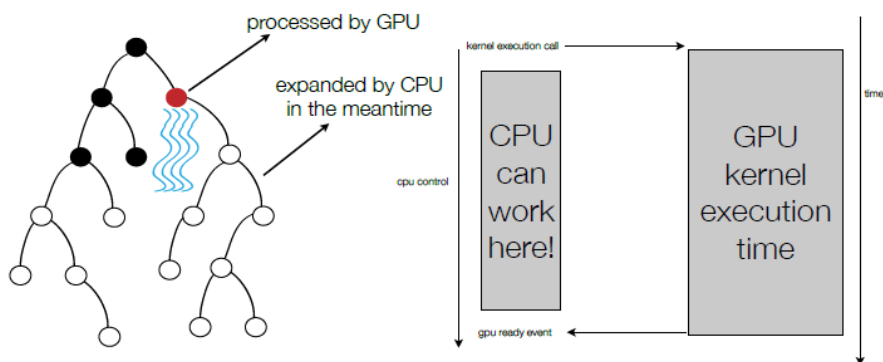 processed by GPU
expanded by CPU
in the meantime
kernel execution call
CPU
can
work
here!
cpu control
gpu ready event
GPU
kernel
execution
time
time